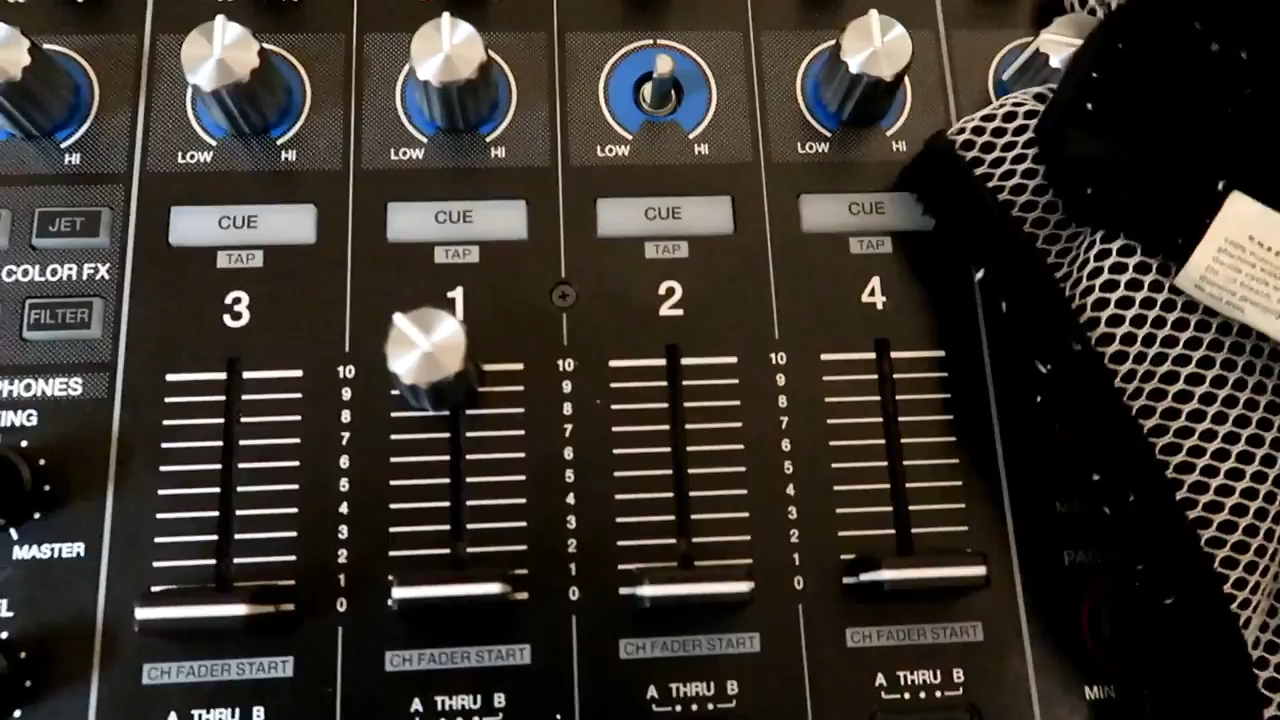 LOW HI LOW HI LOW HI LOW HI
HI
JET
COLOR FX
FILTER
PHONES
MASTER
CUE CUE CUE CUE
TAP TAP TAP TAP
3 1 2 4
10 10 10
9 9 9
8 8 8
7 7 7
6 6 6
5 5 5
4 4 4
3 3 3
2 2 2
1 1 1
0 0 0
CH FADER START CH FADER START CH FADER START CH FADER START
A THRU B A THRU B A THRU B A THRU B
MIN